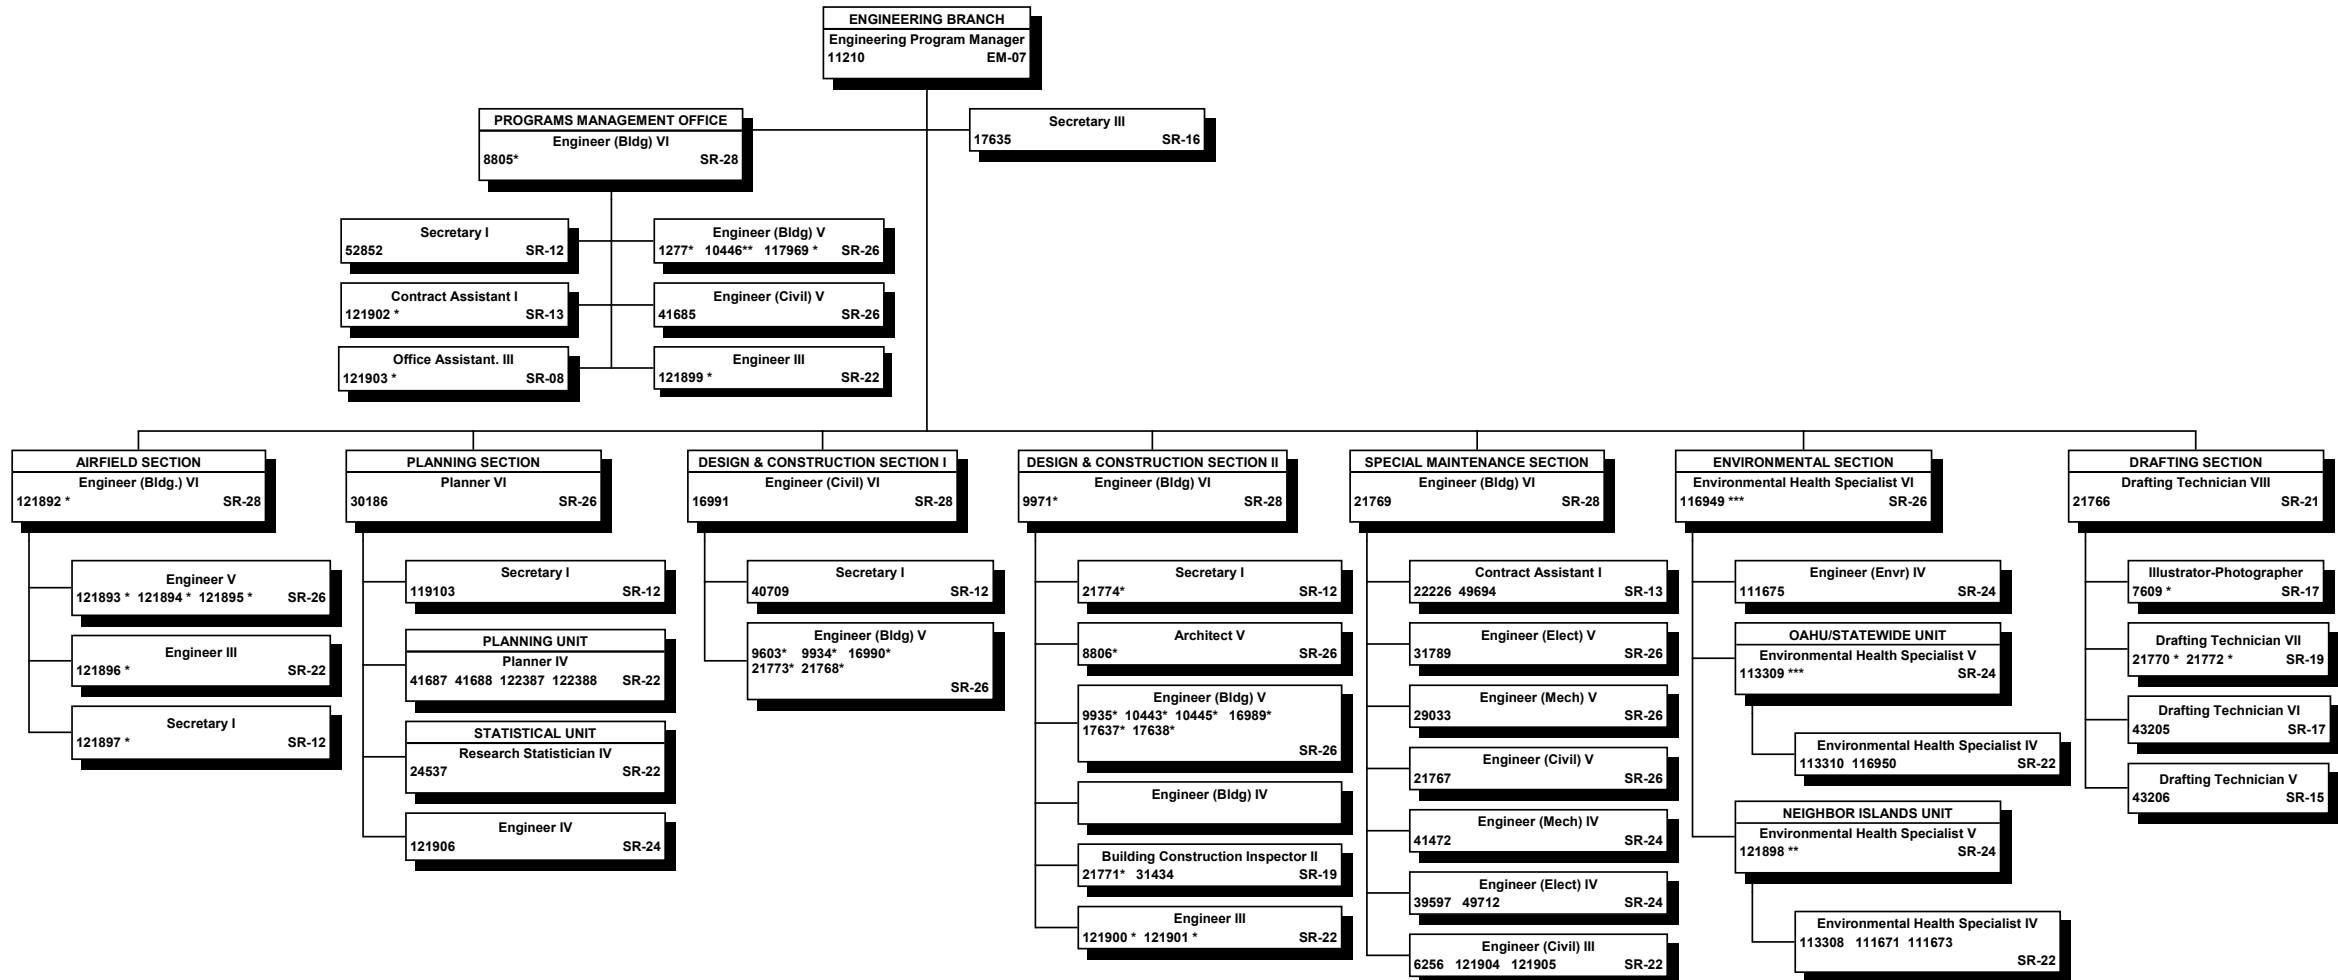 ENGINEERING BRANCH
Engineering Program Manager
11210 EM-07
PROGRAMS MANAGEMENT OFFICE
Engineer (Bldg) VI
8805* SR-28
Secretary III
17635 SR-16
Secretary I
52852 SR-12
Engineer (Bldg) V
1277* 10446** 117969 * SR-26
Contract Assistant I
121902 * SR-13
Engineer (Civil) V
41685 SR-26
Office Assistant. III
121903 * SR-08
Engineer III
121899 * SR-22
AIRFIELD SECTION
Engineer (Bldg.) VI
121892 * SR-28
Engineer V
121893 * 121894 * 121895 * SR-26
Engineer III
121896 * SR-22
Secretary I
121897 * SR-12
PLANNING SECTION
Planner VI
30186 SR-26
Secretary I
119103 SR-12
PLANNING UNIT
Planner IV
41687 41688 122387 122388 SR-22
STATISTICAL UNIT
Research Statistician IV
24537 SR-22
Engineer IV
121906 SR-24
DESIGN & CONSTRUCTION SECTION I
Engineer (Civil) VI
16991 SR-28
Secretary I
40709 SR-12
Engineer (Bldg) V
9603* 9934* 16990*
21773* 21768*
SR-26
DESIGN & CONSTRUCTION SECTION II
Engineer (Bldg) VI
9971* SR-28
Secretary I
21774* SR-12
Architect V
8806* SR-26
Engineer (Bldg) V
9935* 10443* 10445* 16989*
17637* 17638*
SR-26
Engineer (Bldg) IV
Building Construction Inspector II
21771* 31434 SR-19
Engineer III
121900 * 121901 * SR-22
SPECIAL MAINTENANCE SECTION
Engineer (Bldg) VI
21769 SR-28
Contract Assistant I
22226 49694 SR-13
Engineer (Elect) V
31789 SR-26
Engineer (Mech) V
29033 SR-26
Engineer (Civil) V
21767 SR-26
Engineer (Mech) IV
41472 SR-24
Engineer (Elect) IV
39597 49712 SR-24
Engineer (Civil) III
6256 121904 121905 SR-22
ENVIRONMENTAL SECTION
Environmental Health Specialist VI
116949 *** SR-26
Engineer (Envr) IV
111675 SR-24
OAHU/STATEWIDE UNIT
Environmental Health Specialist V
113309 *** SR-24
Environmental Health Specialist IV
113310 116950 SR-22
NEIGHBOR ISLANDS UNIT
Environmental Health Specialist V
121898 ** SR-24
Environmental Health Specialist IV
113308 111671 111673
SR-22
DRAFTING SECTION
Drafting Technician VIII
21766 SR-21
Illustrator-Photographer
7609 * SR-17
Drafting Technician VII
21770 * 21772 * SR-19
Drafting Technician VI
43205 SR-17
Drafting Technician V
43206 SR-15